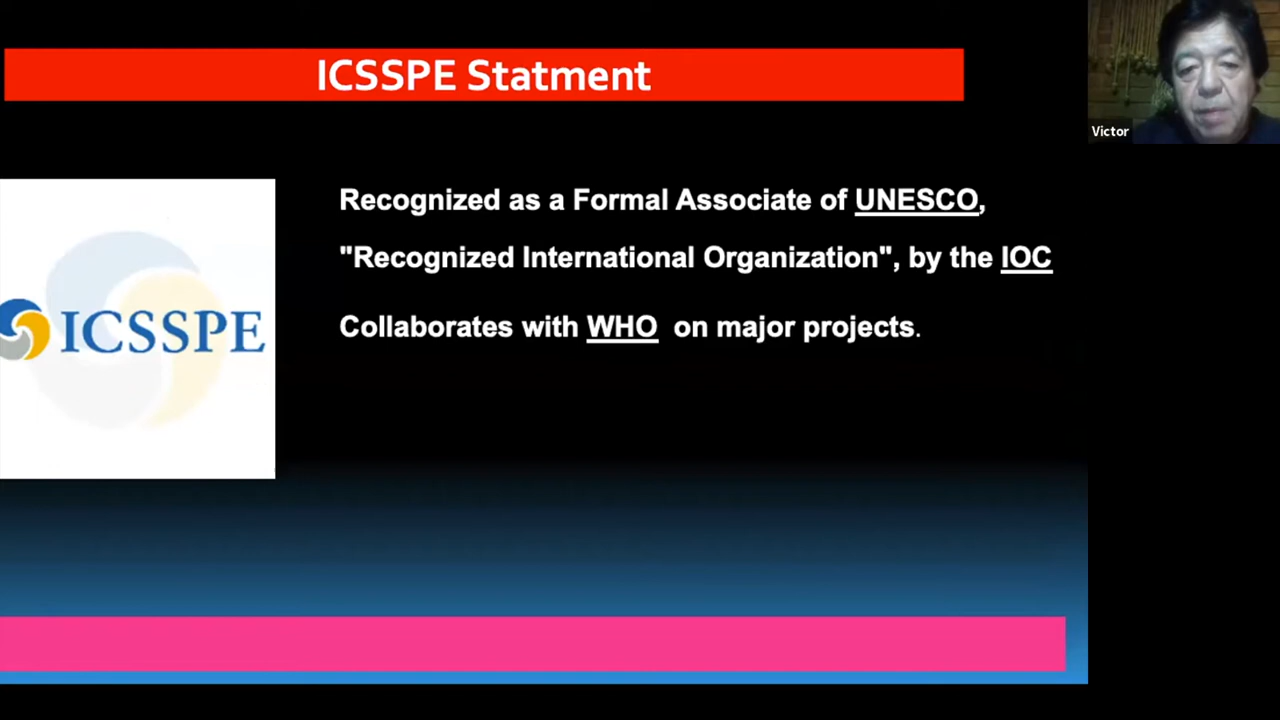 ICSSPE Statment
Victor
Recognized as a Formal Associate of UNESCO,
"Recognized International Organization", by the IOC
ICSSPE
Collaborates with WHO on major projects.